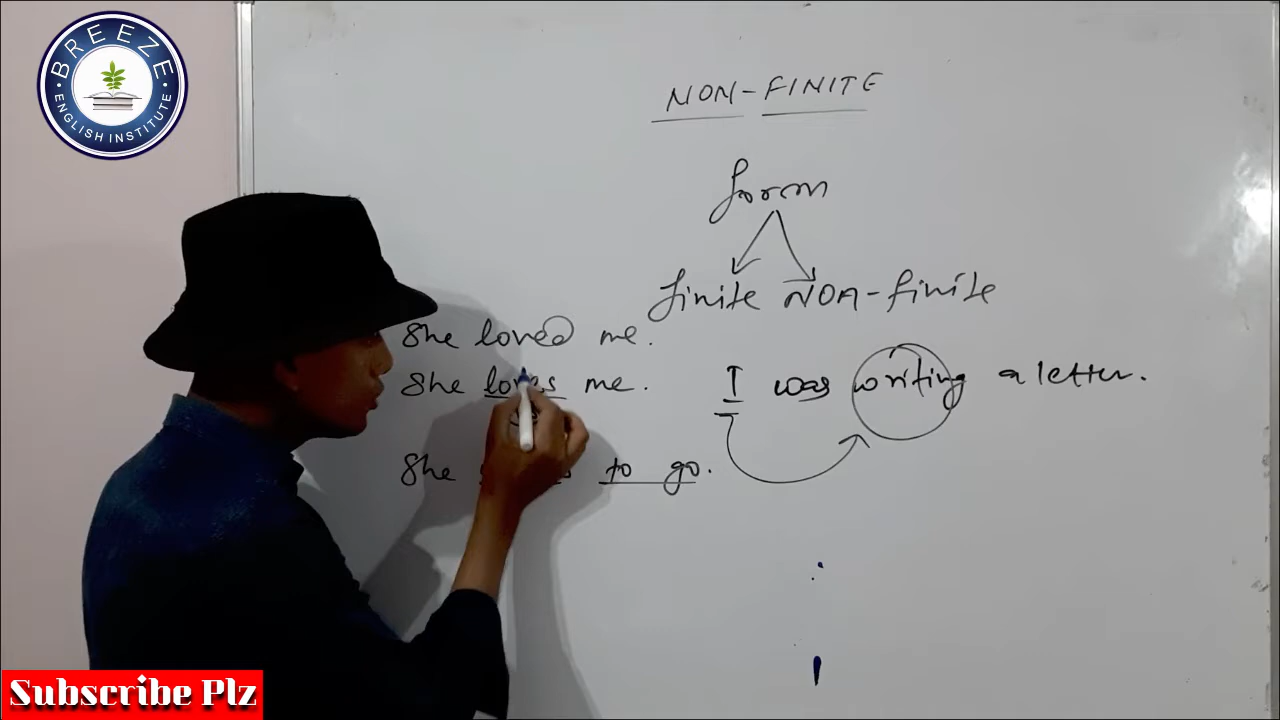 BREEZE
ENGLISH INSTITUTE
NON-FINITE
form
finite NON-finite
She loved me.
She loves me.
I was writing a letter.
She to go.
Subscribe Plz